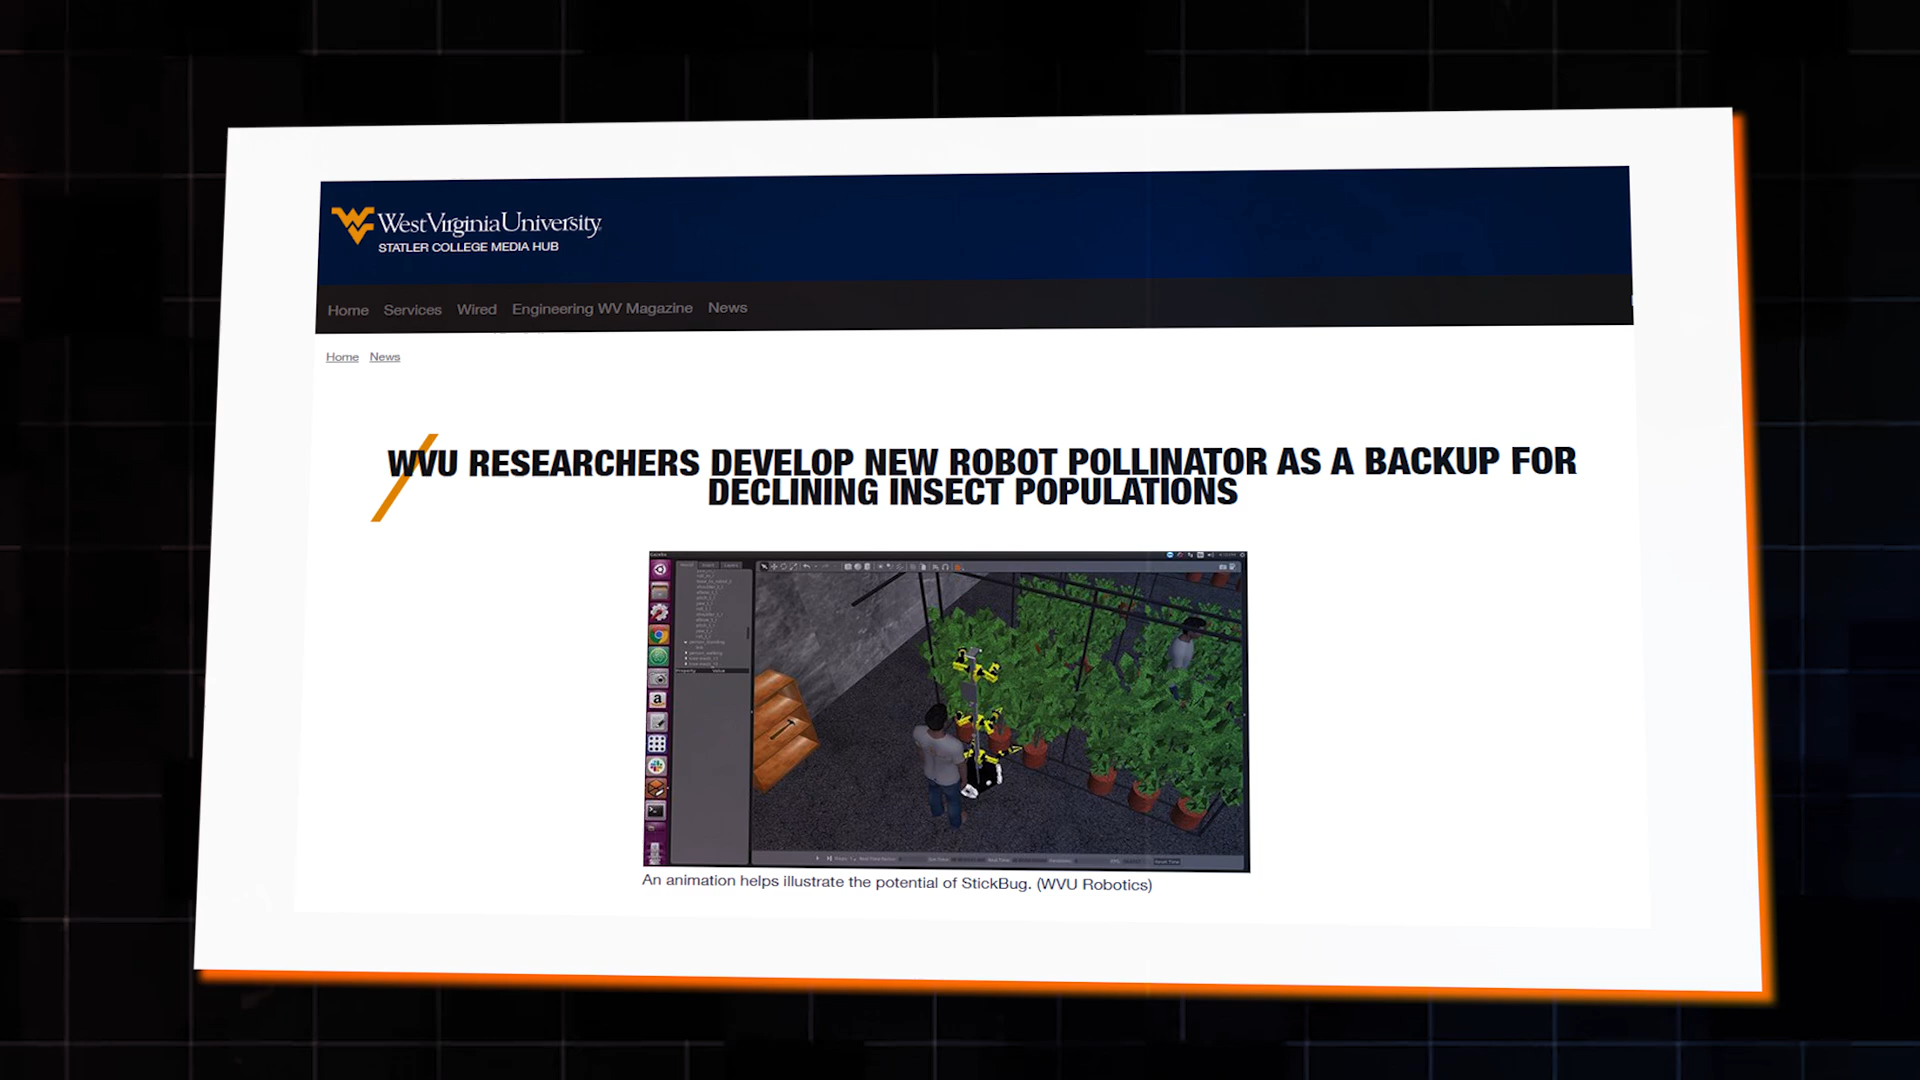 WestVirginiaUniversity.
STATLER COLLEGE MEDIA HUB
Home Services Wired Engineering WV Magazine News
Home News
WVU RESEARCHERS DEVELOP NEW ROBOT POLLINATOR AS A BACKUP FOR
DECLINING INSECT POPULATIONS
An animation helps illustrate the potential of StickBug. (WVU Robotics)